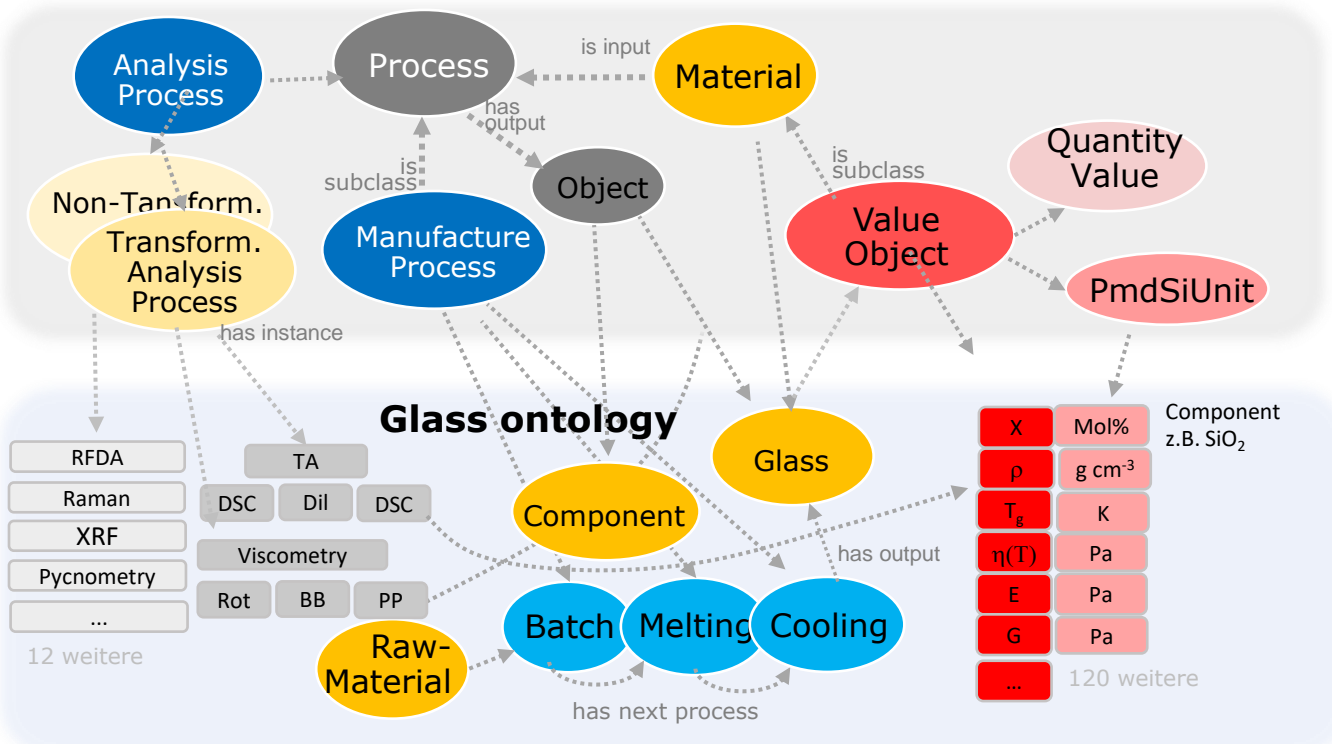 Analysis
Process
Process
is input
Material
has
output
is
subclass
Object
is
subclass
Quantity
Value
Non-Tansform.
Transform.
Analysis
Process
Manufacture
Process
Value
Object
PmdSiUnit
has instance
Glass ontology
RFDA
Raman
XRF
Pycnometry
...
12 weitere
TA
DSC
Dil
DSC
Viscometry
Rot
BB
PP
Component
Glass
has output
Raw-
Material
Batch
Melting
Cooling
has next process
X
Mol%
ρ
g cm⁻³
Tg
K
η(T)
Pa
E
Pa
G
Pa
...
120 weitere
Component
z.B. SiO₂